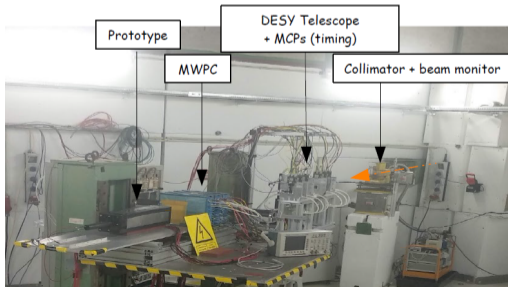 DESY Telescope
+ MCPs (timing)
Prototype
MWPC
Collimator + beam monitor